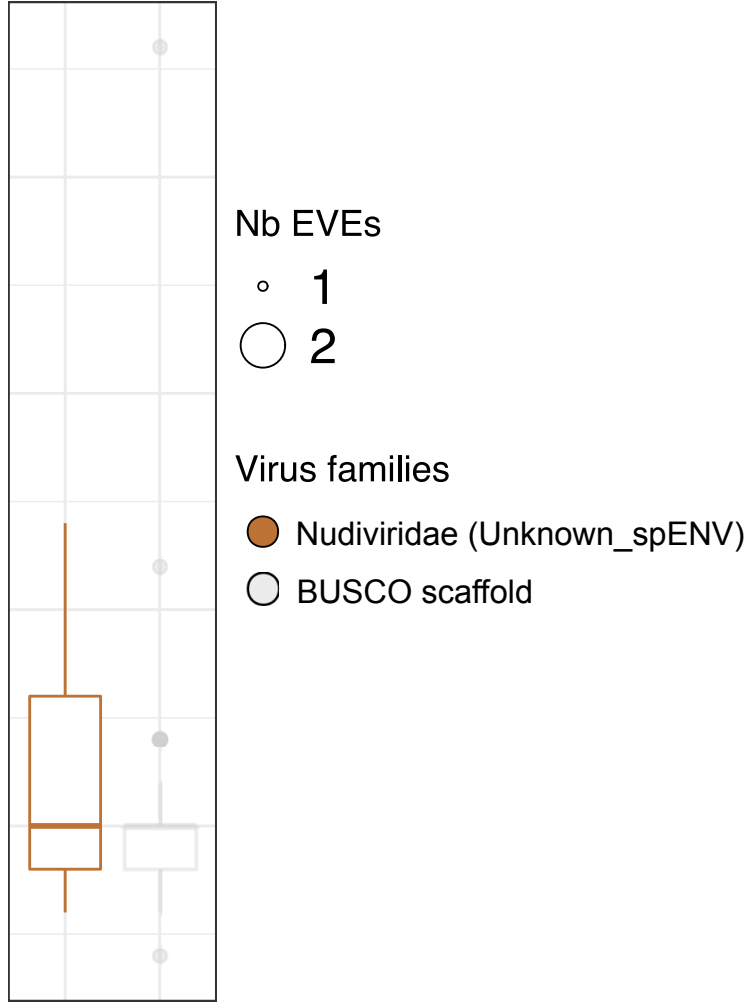 Nb EVEs
1
2
Virus families
Nudiviridae (Unknown_spENV)
BUSCO scaffold